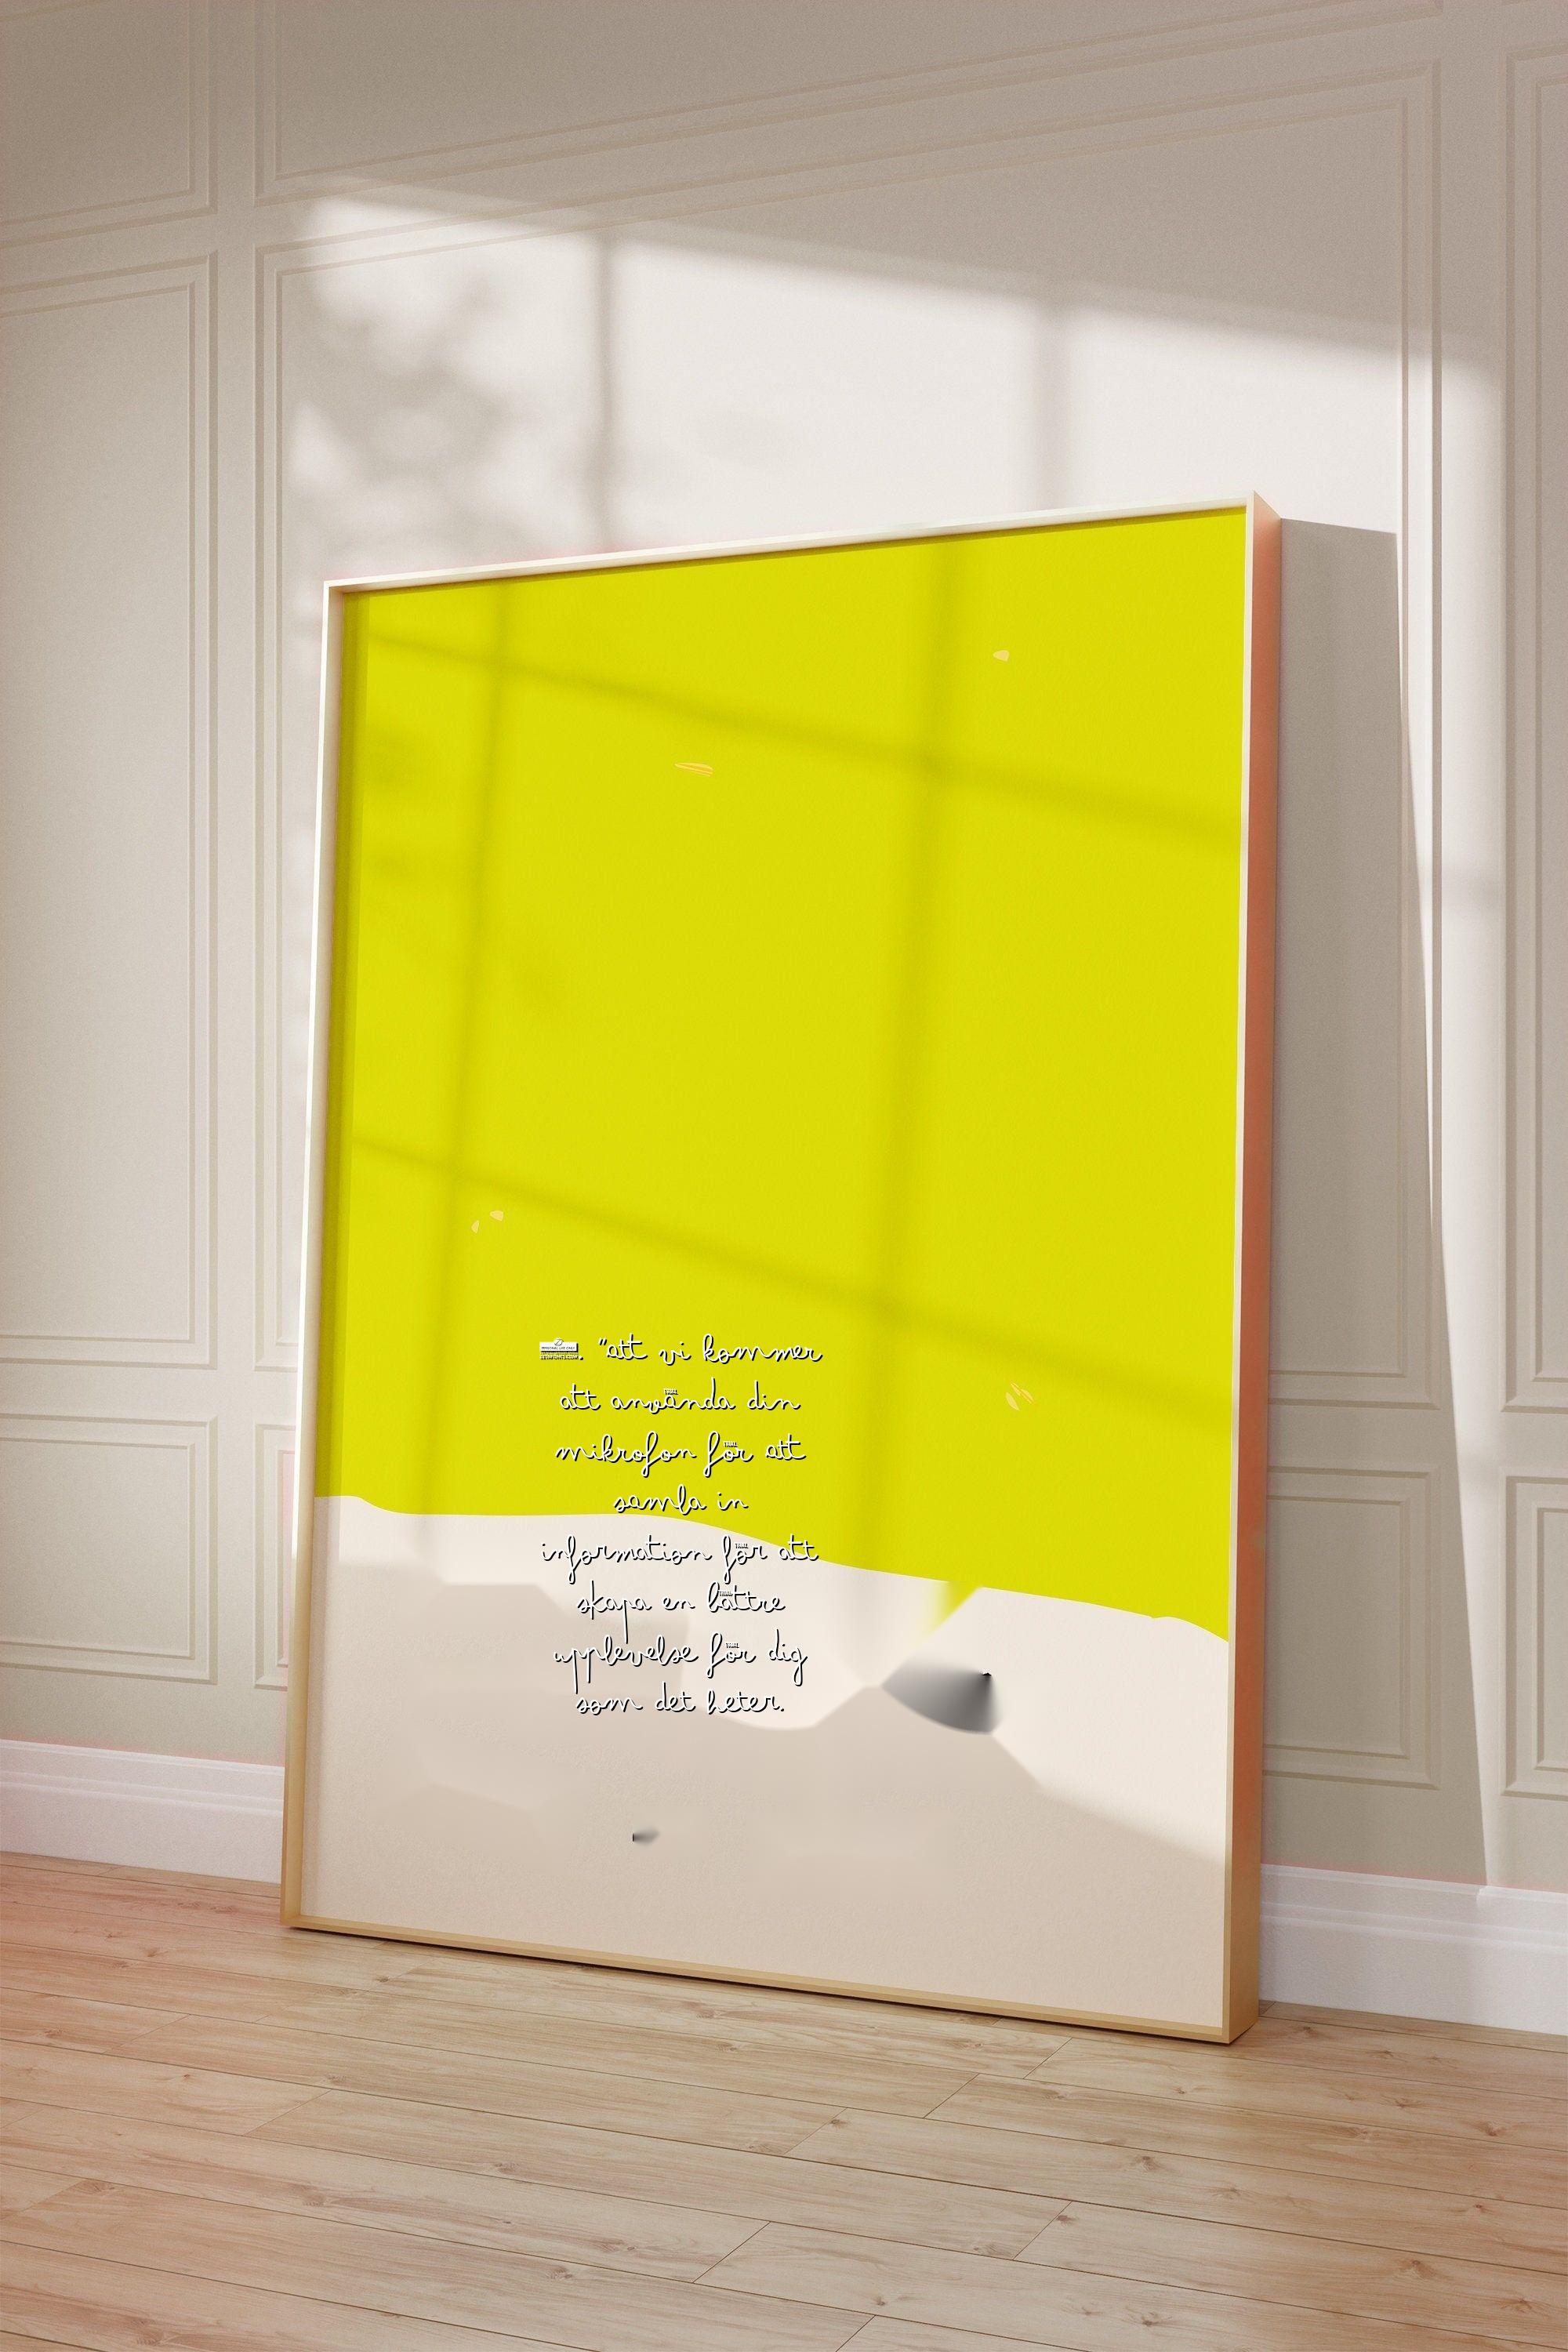 . "att vi kommer
att använda din
mikrofon för att
samla in
information för att
skapa en bättre
upplevelse för dig
som det heter.